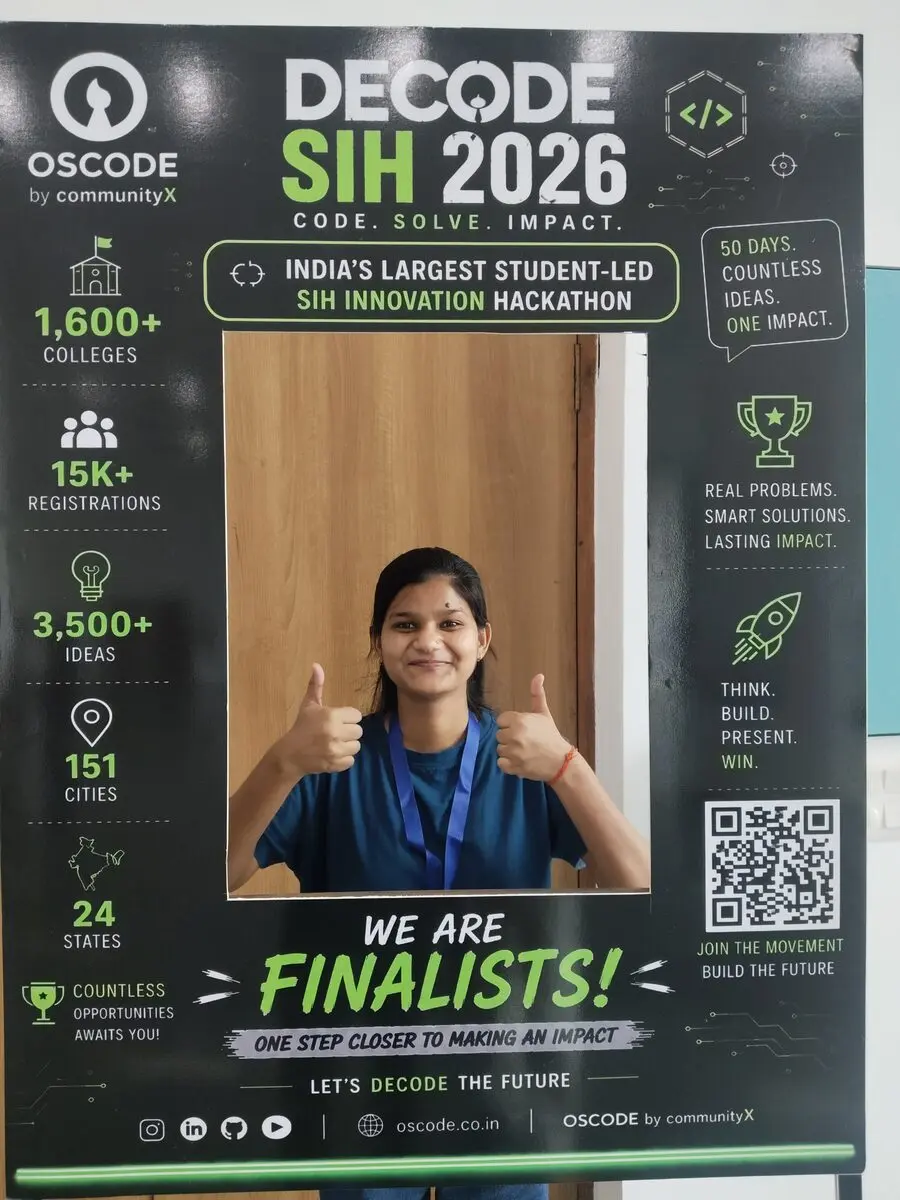 OSCODE
by communityX
DECODE
SIH 2026
CODE. SOLVE. IMPACT.
</>
INDIA'S LARGEST STUDENT-LED
SIH INNOVATION HACKATHON
50 DAYS.
COUNTLESS
IDEAS.
ONE IMPACT.
1,600+
COLLEGES
15K+
REGISTRATIONS
3,500+
IDEAS
151
CITIES
24
STATES
COUNTLESS
OPPORTUNITIES
AWAITS YOU!
REAL PROBLEMS.
SMART SOLUTIONS.
LASTING IMPACT.
THINK.
BUILD.
PRESENT.
WIN.
JOIN THE MOVEMENT
BUILD THE FUTURE
WE ARE
FINALISTS!
ONE STEP CLOSER TO MAKING AN IMPACT
LET'S DECODE THE FUTURE
in
oscode.co.in
OSCODE by communityX